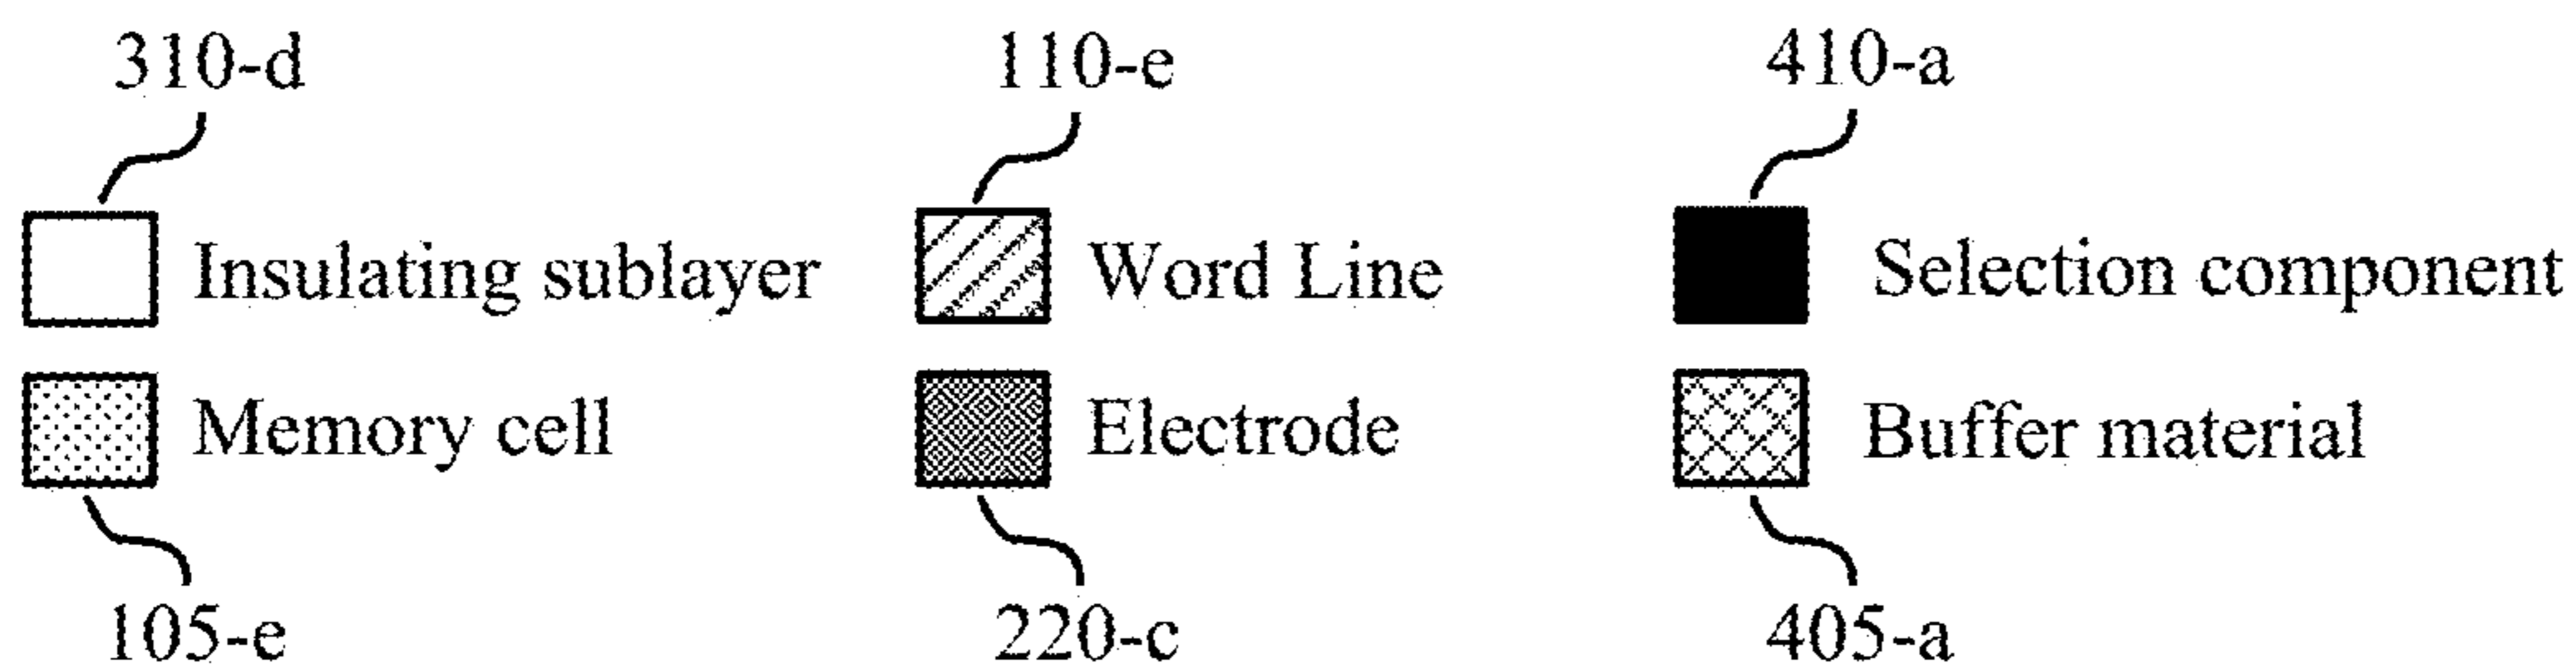 310-d 110-e 410-a
Insulating sublayer Word Line Selection component
Memory cell Electrode Buffer material
105-e 220-c 405-a